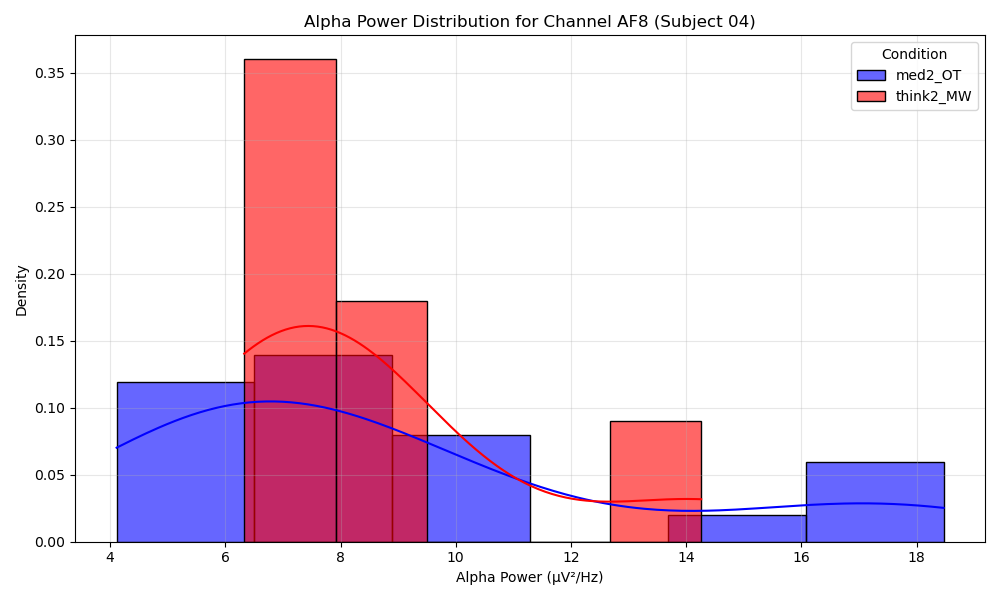 Alpha Power Distribution for Channel AF8 (Subject 04)
Condition
med2_OT
think2_MW
0.35
0.30
0.25
0.20
0.15
0.10
0.05
0.00
Density
4 6 8 10 12 14 16 18
Alpha Power (µV²/Hz)